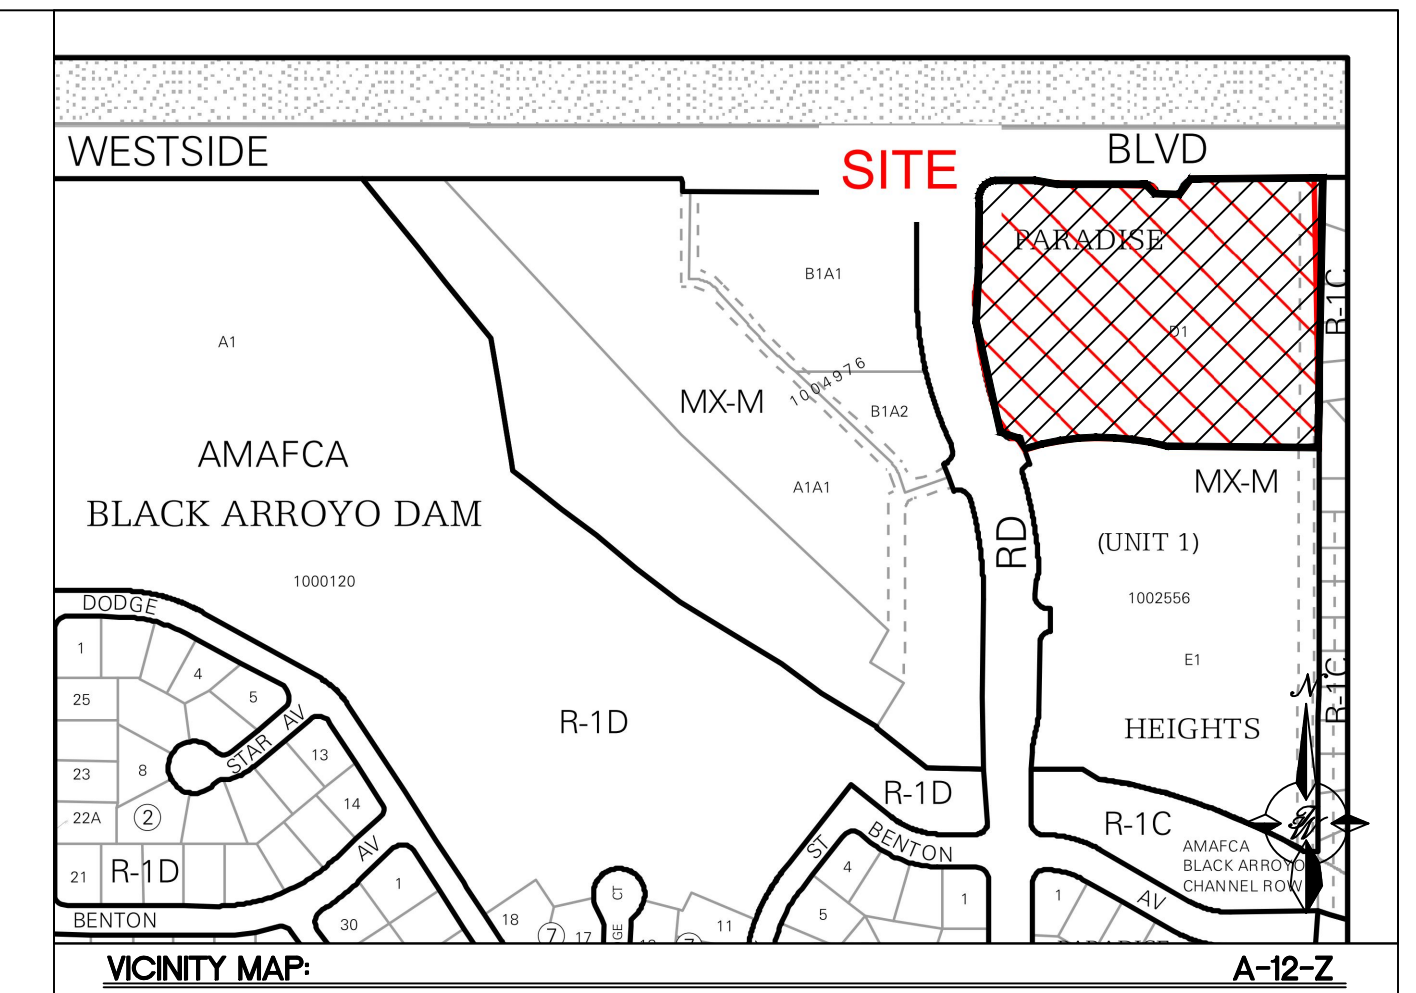 WESTSIDE
BLVD
SITE
PARADISE
B1A1
R-1C
D1
A1
1004976
MX-M
B1A2
AMAFCA
MX-M
A1A1
BLACK ARROYO DAM
RD
(UNIT 1)
1000120
1002556
DODGE
1
4
E1
5
N
25
R-1C
STAR AV
R-1D
HEIGHTS
13
23
8
R-1D
14
22A
2
R-1C
AV
ST
BENTON
AMAFCA
BLACK ARROYO
CHANNEL ROW
4
21
R-1D
1
CT
1
1
AV
BENTON
30
18
11
5
7
17
GE
VICINITY MAP:
A-12-Z